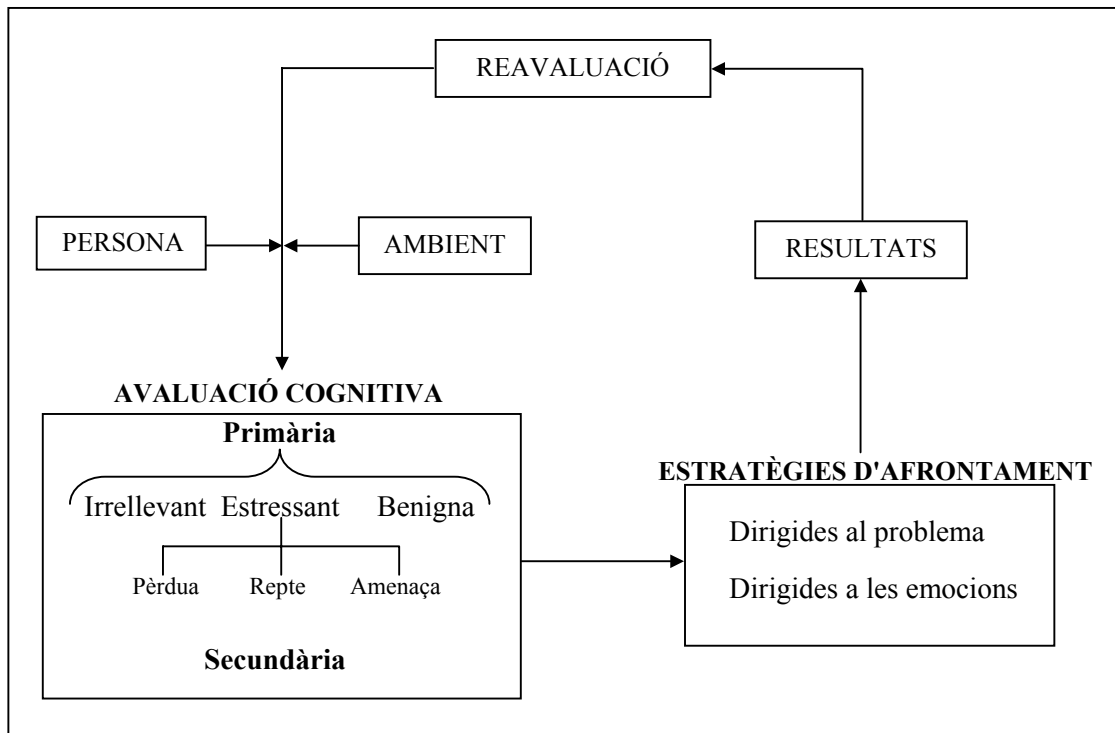 REAVALUACIÓ
PERSONA
AMBIENT
RESULTATS
AVALUACIÓ COGNITIVA
Primària
Irrellevant Estressant Benigna
Pèrdua Repte Amenaça
Secundària
ESTRATÈGIES D'AFRONTAMENT
Dirigides al problema
Dirigides a les emocions